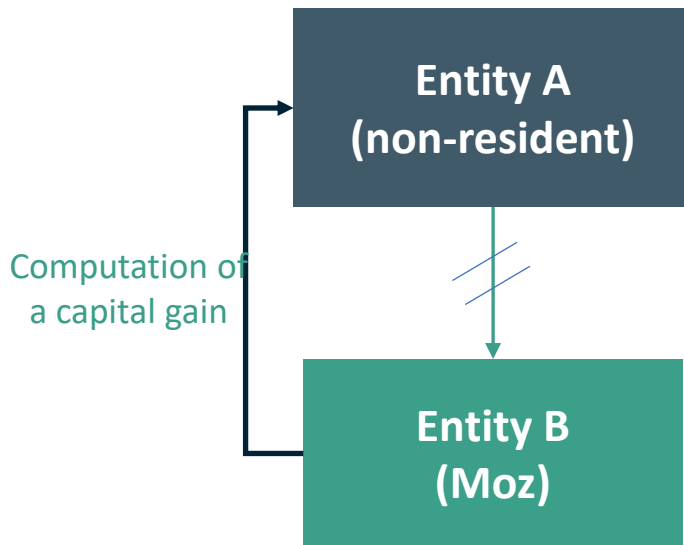 Entity A
(non-resident)
Computation of
a capital gain
Entity B
(Moz)